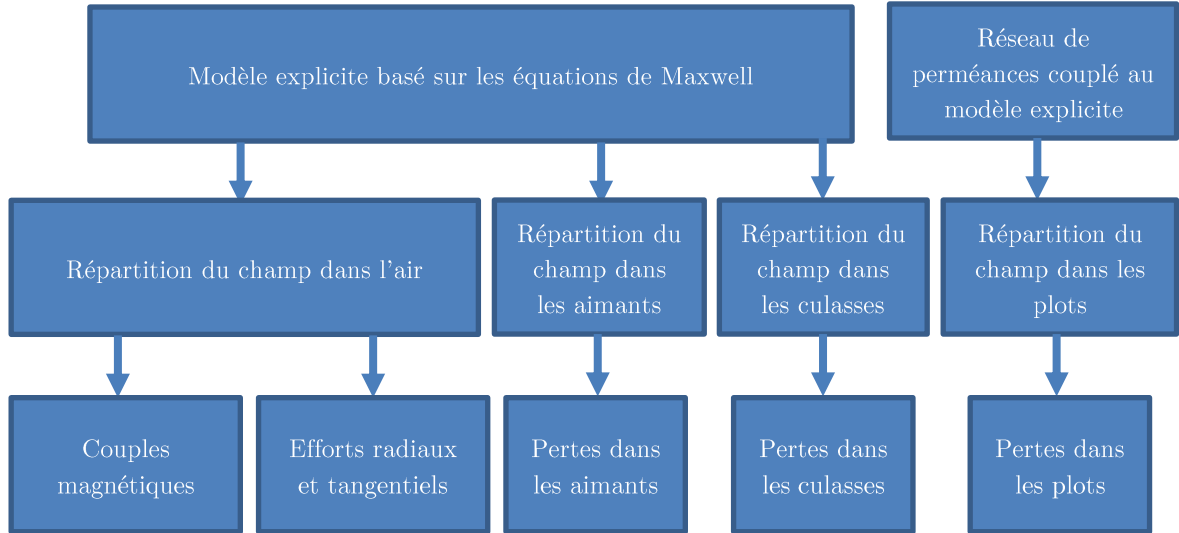 Modèle explicite basé sur les équations de Maxwell
Réseau de
perméances couplé au
modèle explicite
Répartition du champ dans l'air
Répartition du
champ dans
les aimants
Répartition du
champ dans
les culasses
Répartition du
champ dans les
plots
Couples
magnétiques
Efforts radiaux
et tangentiels
Pertes dans
les aimants
Pertes dans
les culasses
Pertes dans
les plots